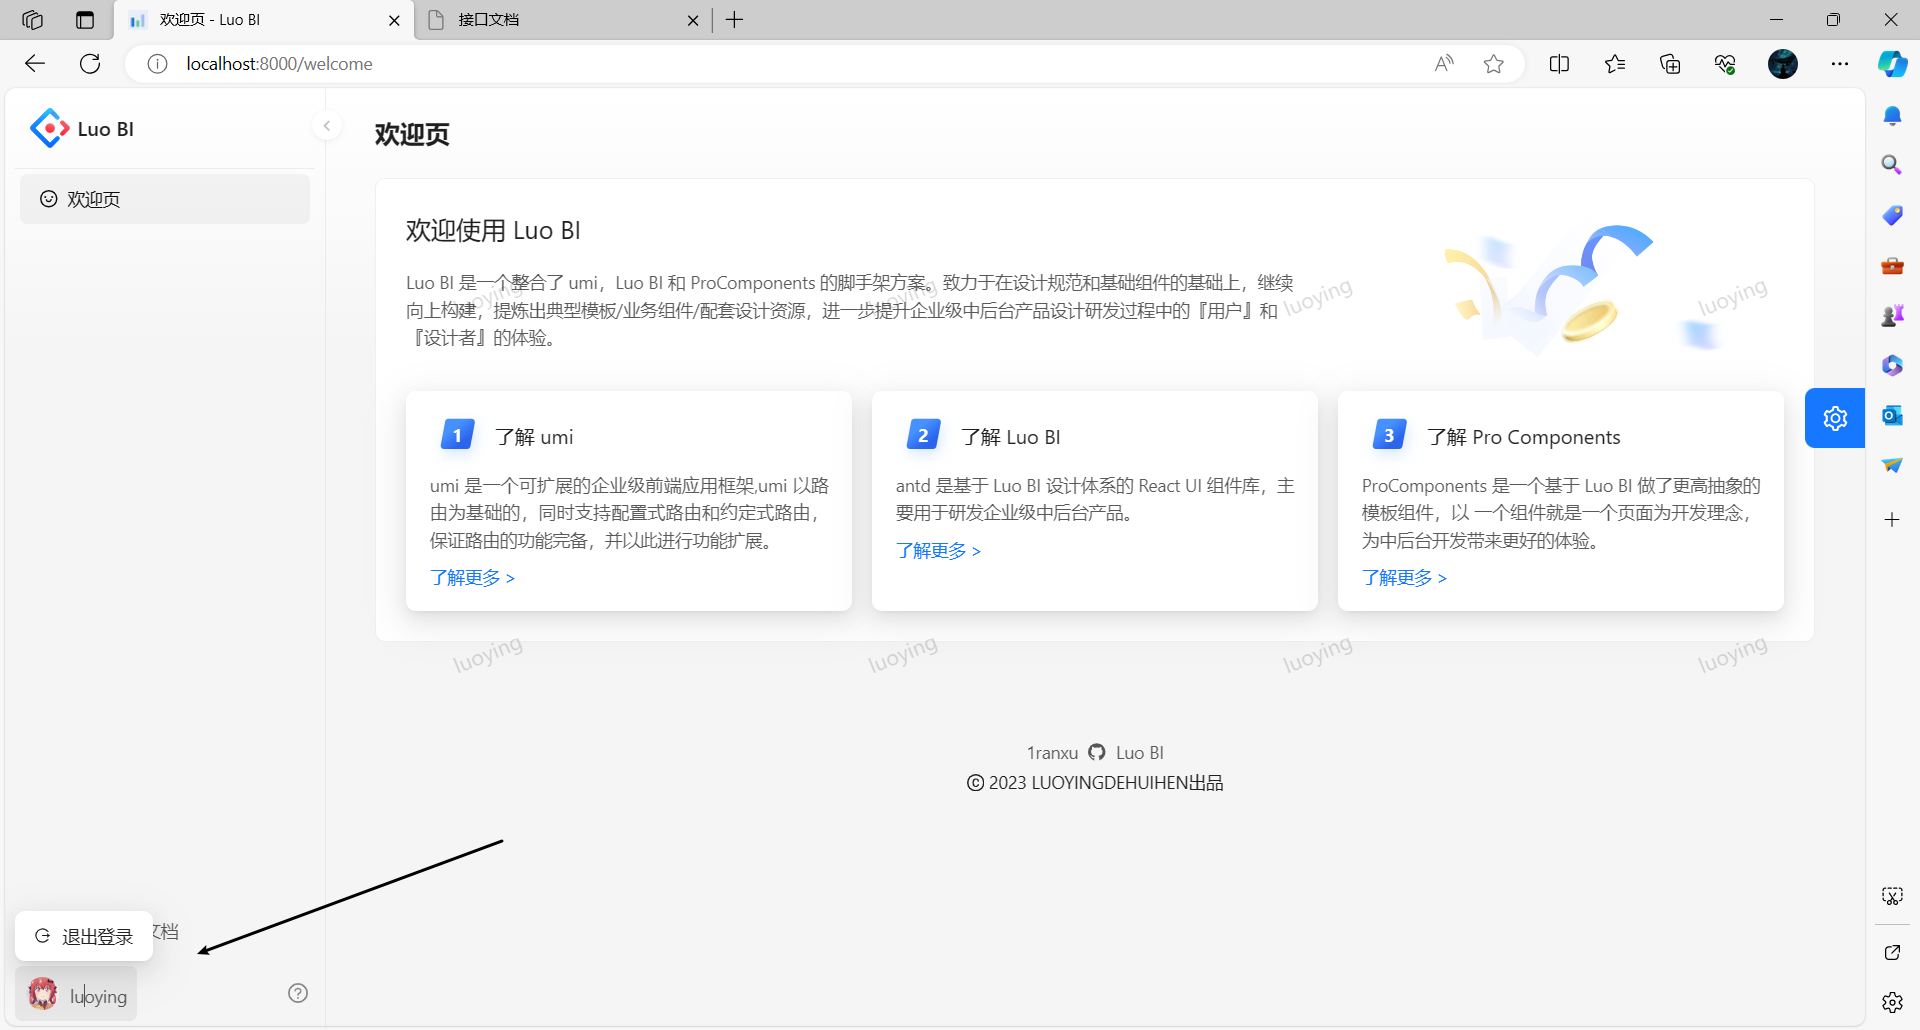 欢迎页 - Luo BI
接口文档
localhost:8000/welcome
Luo BI
欢迎页
欢迎页
欢迎使用 Luo BI
Luo BI 是一个整合了 umi，Luo BI 和 ProComponents 的脚手架方案。致力于在设计规范和基础组件的基础上，继续
向上构建，提炼出典型模板/业务组件/配套设计资源，进一步提升企业级中后台产品设计研发过程中的『用户』和
『设计者』的体验。
luoying luoying luoying luoying
1 了解 umi
umi 是一个可扩展的企业级前端应用框架,umi 以路
由为基础的，同时支持配置式路由和约定式路由，
保证路由的功能完备，并以此进行功能扩展。
了解更多 >
2 了解 Luo BI
antd 是基于 Luo BI 设计体系的 React UI 组件库，主
要用于研发企业级中后台产品。
了解更多 >
3 了解 Pro Components
ProComponents 是一个基于 Luo BI 做了更高抽象的
模板组件，以 一个组件就是一个页面为开发理念，
为中后台开发带来更好的体验。
了解更多 >
luoying luoying luoying luoying
1ranxu Luo BI
© 2023 LUOYINGDEHUIHEN出品
文档
退出登录
luoying